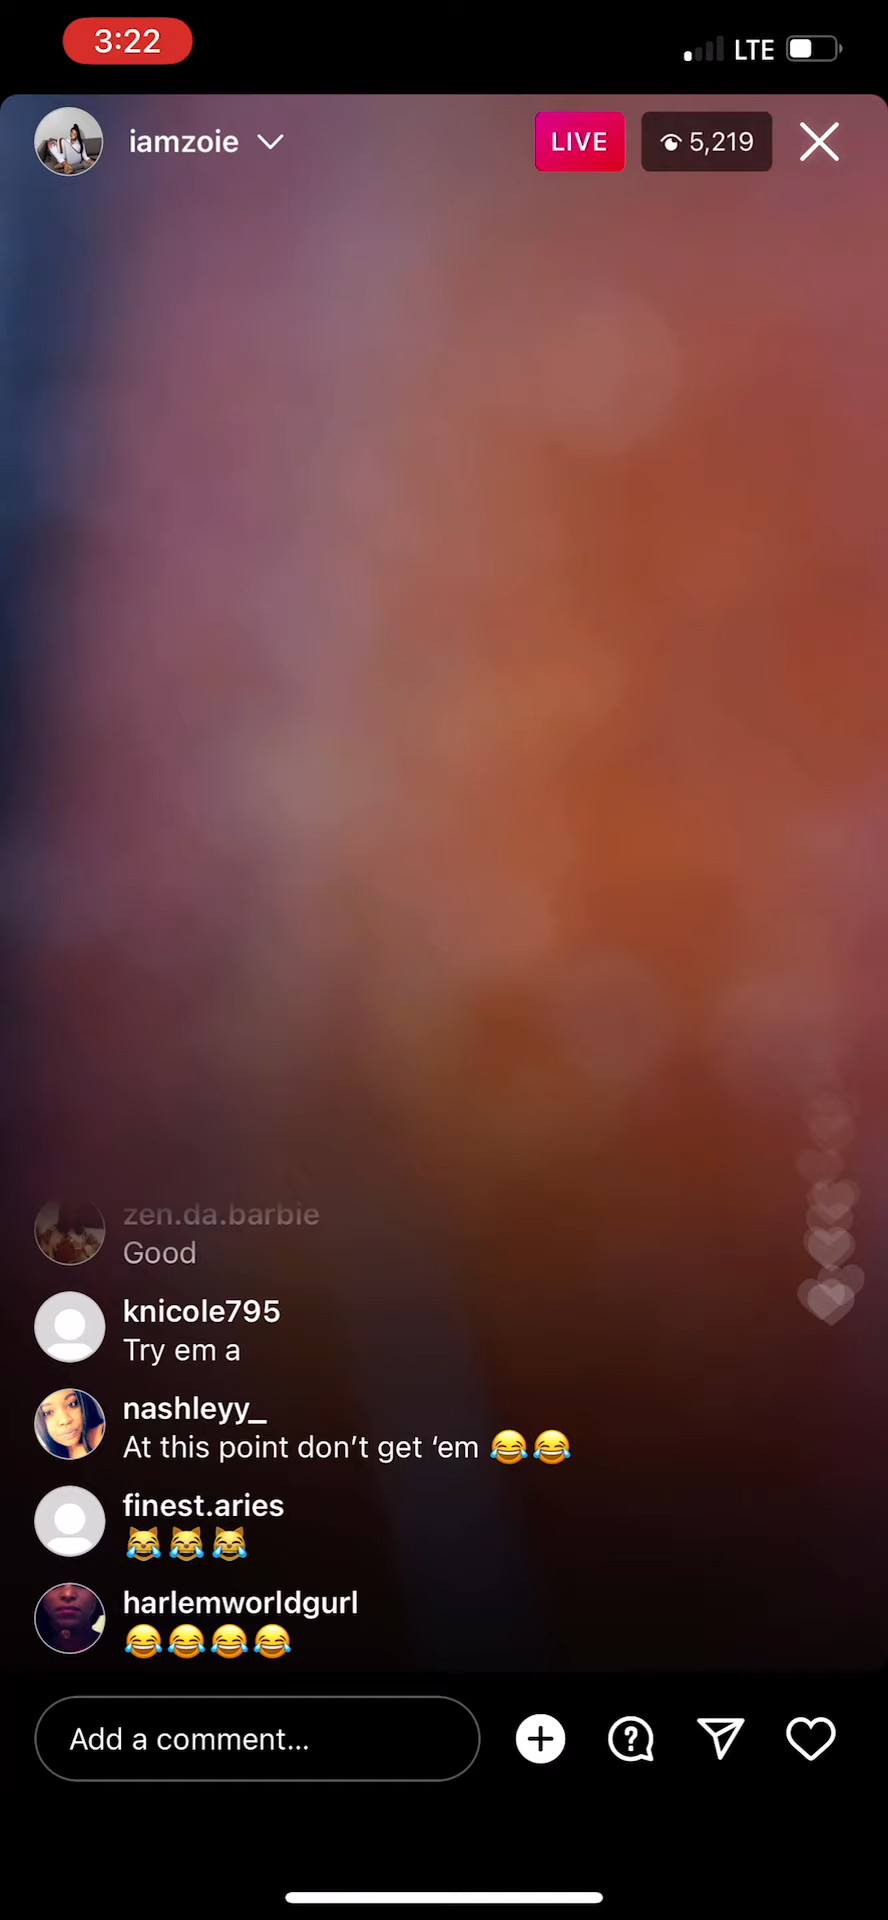 3:22
LTE
iamzoie
LIVE
5,219
zen.da.barbie
Good
knicole795
Try em a
nashleyy_
At this point don’t get ‘em 😂😂
finest.aries
😹😹😹
harlemworldgurl
😂😂😂😂
Add a comment...